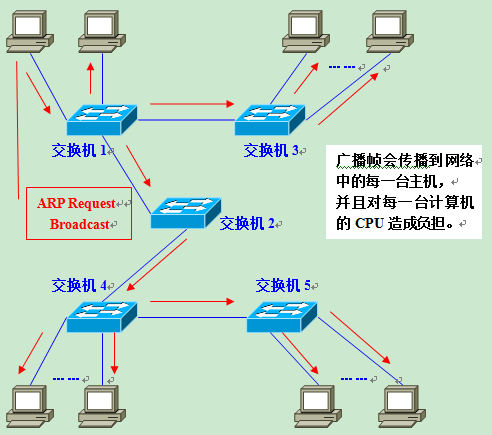 --- ---
交换机 1
交换机 3
广播帧会传播到网络
中的每一台主机，
并且对每一台计算机
的 CPU 造成负担。
ARP Request
Broadcast
交换机 2
交换机 4
交换机 5
--- ---
--- ---